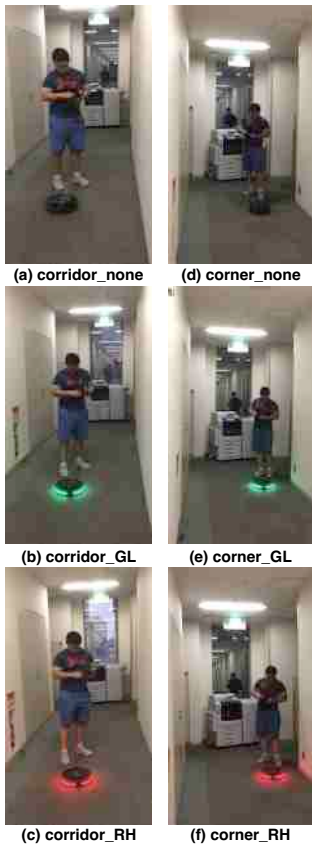 (a) corridor_none
(d) corner_none
(b) corridor_GL
(e) corner_GL
(c) corridor_RH
(f) corner_RH